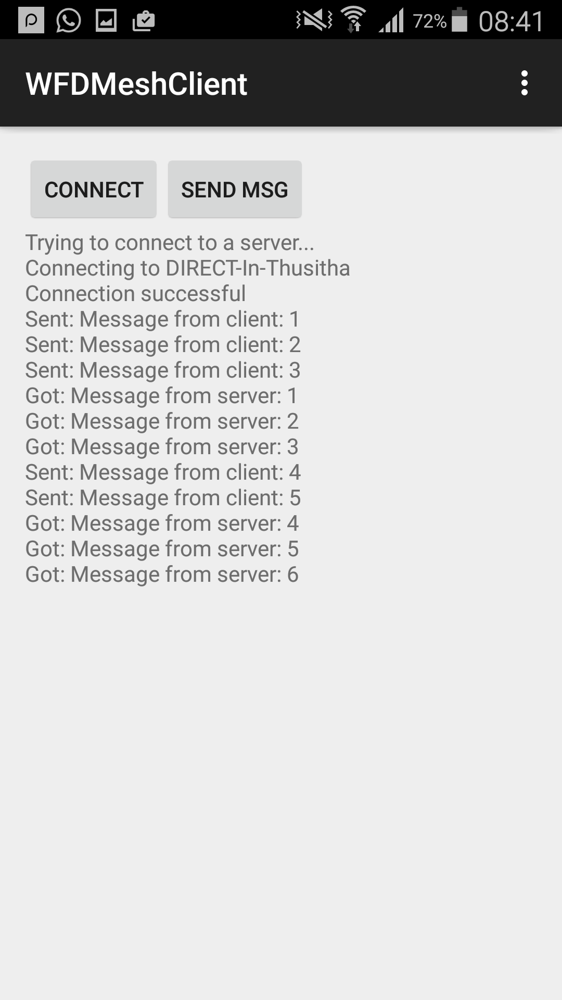 72% 08:41
WFDMeshClient
CONNECT SEND MSG
Trying to connect to a server...
Connecting to DIRECT-In-Thusitha
Connection successful
Sent: Message from client: 1
Sent: Message from client: 2
Sent: Message from client: 3
Got: Message from server: 1
Got: Message from server: 2
Got: Message from server: 3
Sent: Message from client: 4
Sent: Message from client: 5
Got: Message from server: 4
Got: Message from server: 5
Got: Message from server: 6